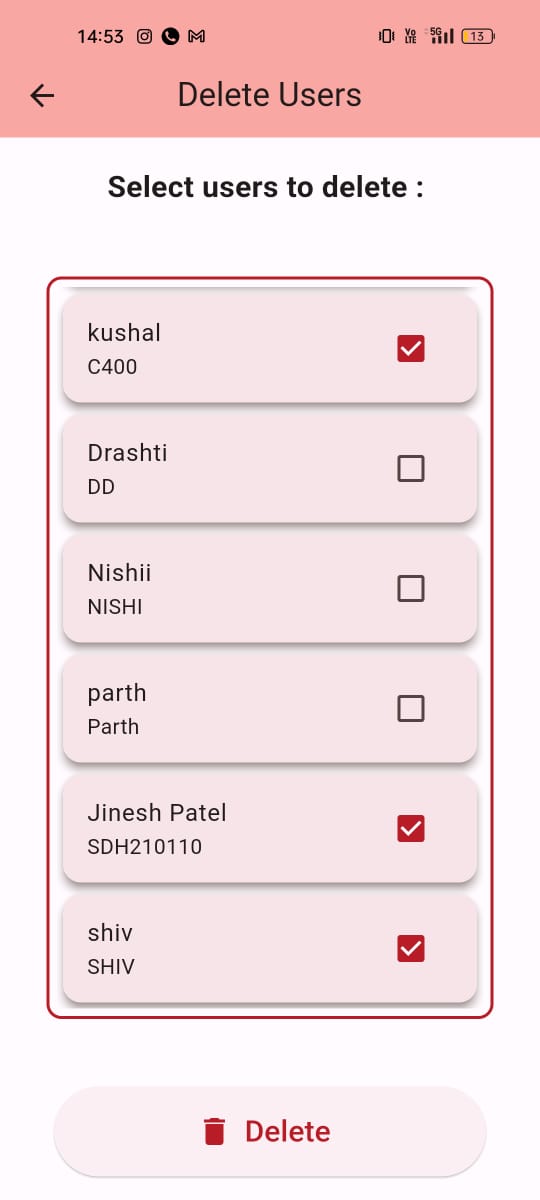 14:53
Vo LTE 5G 13
Delete Users
Select users to delete :
kushal
C400
Drashti
DD
Nishii
NISHI
parth
Parth
Jinesh Patel
SDH210110
shiv
SHIV
Delete